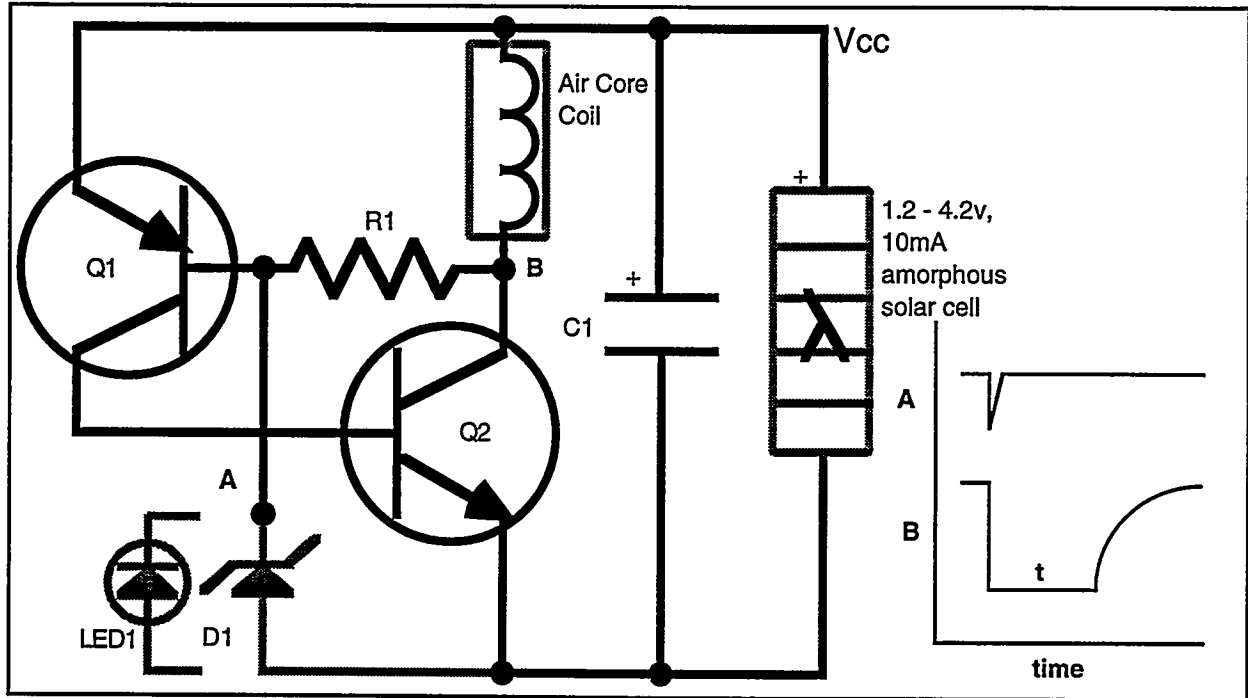 Vcc
Air Core
Coil
+
1.2 - 4.2v,
10mA
amorphous
solar cell
R1
Q1
B
+
C1
λ
Q2
A
A
B
t
LED1
D1
time